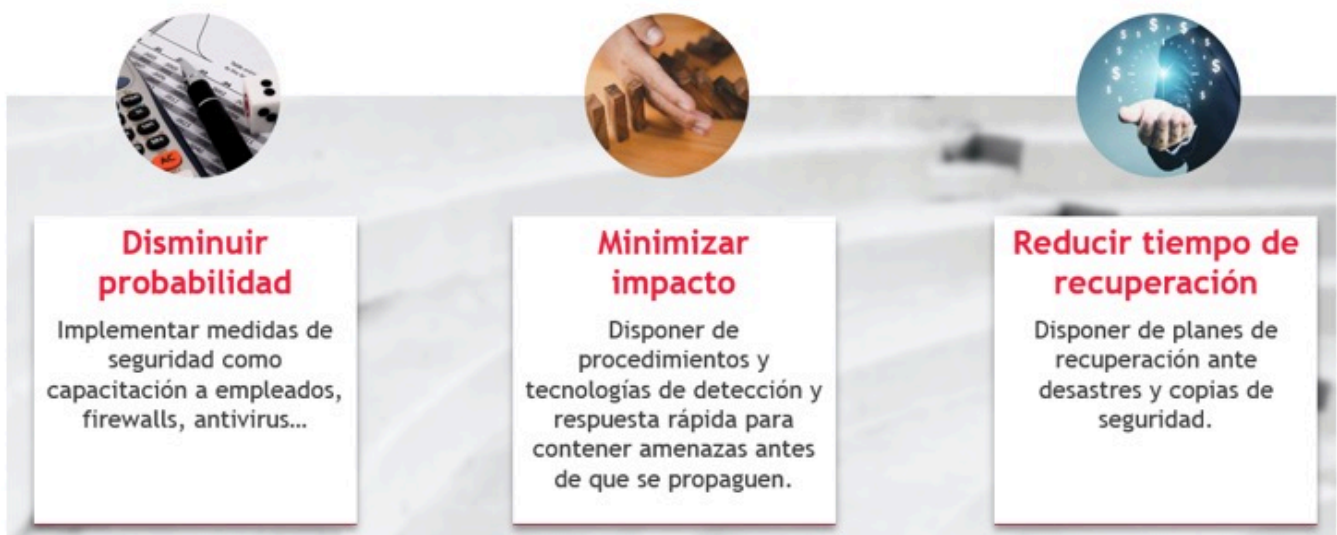 Disminuir
probabilidad
Implementar medidas de
seguridad como
capacitación a empleados,
firewalls, antivirus...
Minimizar
impacto
Disponer de
procedimientos y
tecnologías de detección y
respuesta rápida para
contener amenazas antes
de que se propaguen.
Reducir tiempo de
recuperación
Disponer de planes de
recuperación ante
desastres y copias de
seguridad.